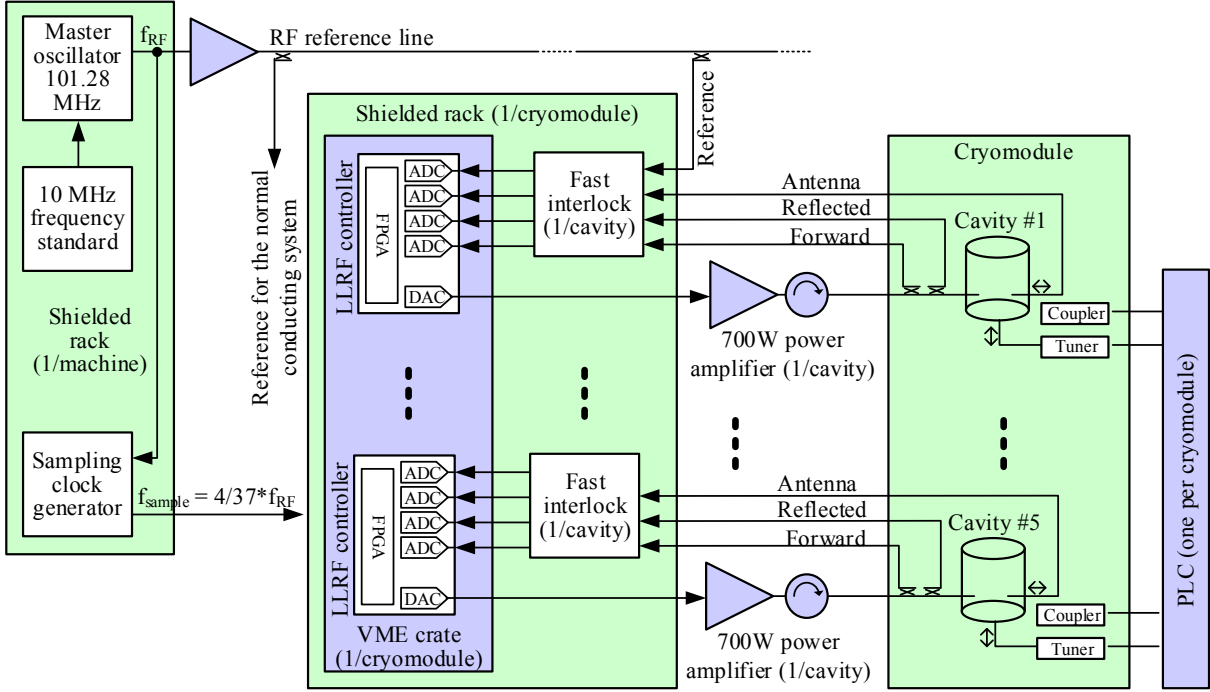 Master
oscillator
101.28
MHz
f_RF
10 MHz
frequency
standard
Shielded
rack
(1/machine)
Sampling
clock
generator
f_sample = 4/37*f_RF
RF reference line
Reference for the normal
conducting system
Reference
Shielded rack (1/cryomodule)
LLRF controller
FPGA
ADC
ADC
ADC
ADC
DAC
Fast
interlock
(1/cavity)
700W power
amplifier (1/cavity)
Cryomodule
Antenna
Reflected
Forward
Cavity #1
Coupler
Tuner
LLRF controller
FPGA
ADC
ADC
ADC
ADC
DAC
Fast
interlock
(1/cavity)
VME crate
(1/cryomodule)
700W power
amplifier (1/cavity)
Antenna
Reflected
Forward
Cavity #5
Coupler
Tuner
PLC (one per cryomodule)